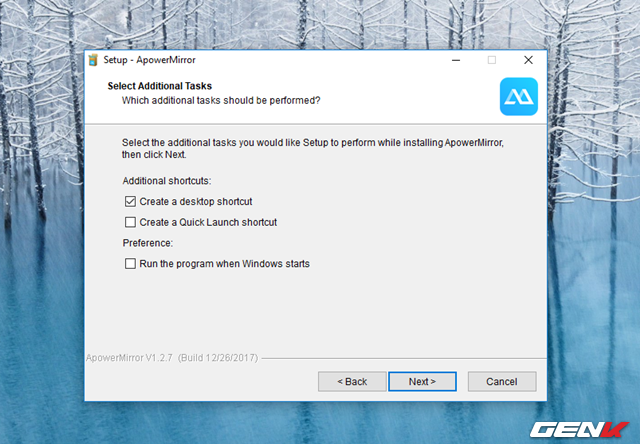 Setup - ApowerMirror
Select Additional Tasks
Which additional tasks should be performed?
Select the additional tasks you would like Setup to perform while installing ApowerMirror,
then click Next.
Additional shortcuts:
Create a desktop shortcut
Create a Quick Launch shortcut
Preference:
Run the program when Windows starts
ApowerMirror V1.2.7 (Build 12/26/2017)
< Back Next > Cancel
GENK